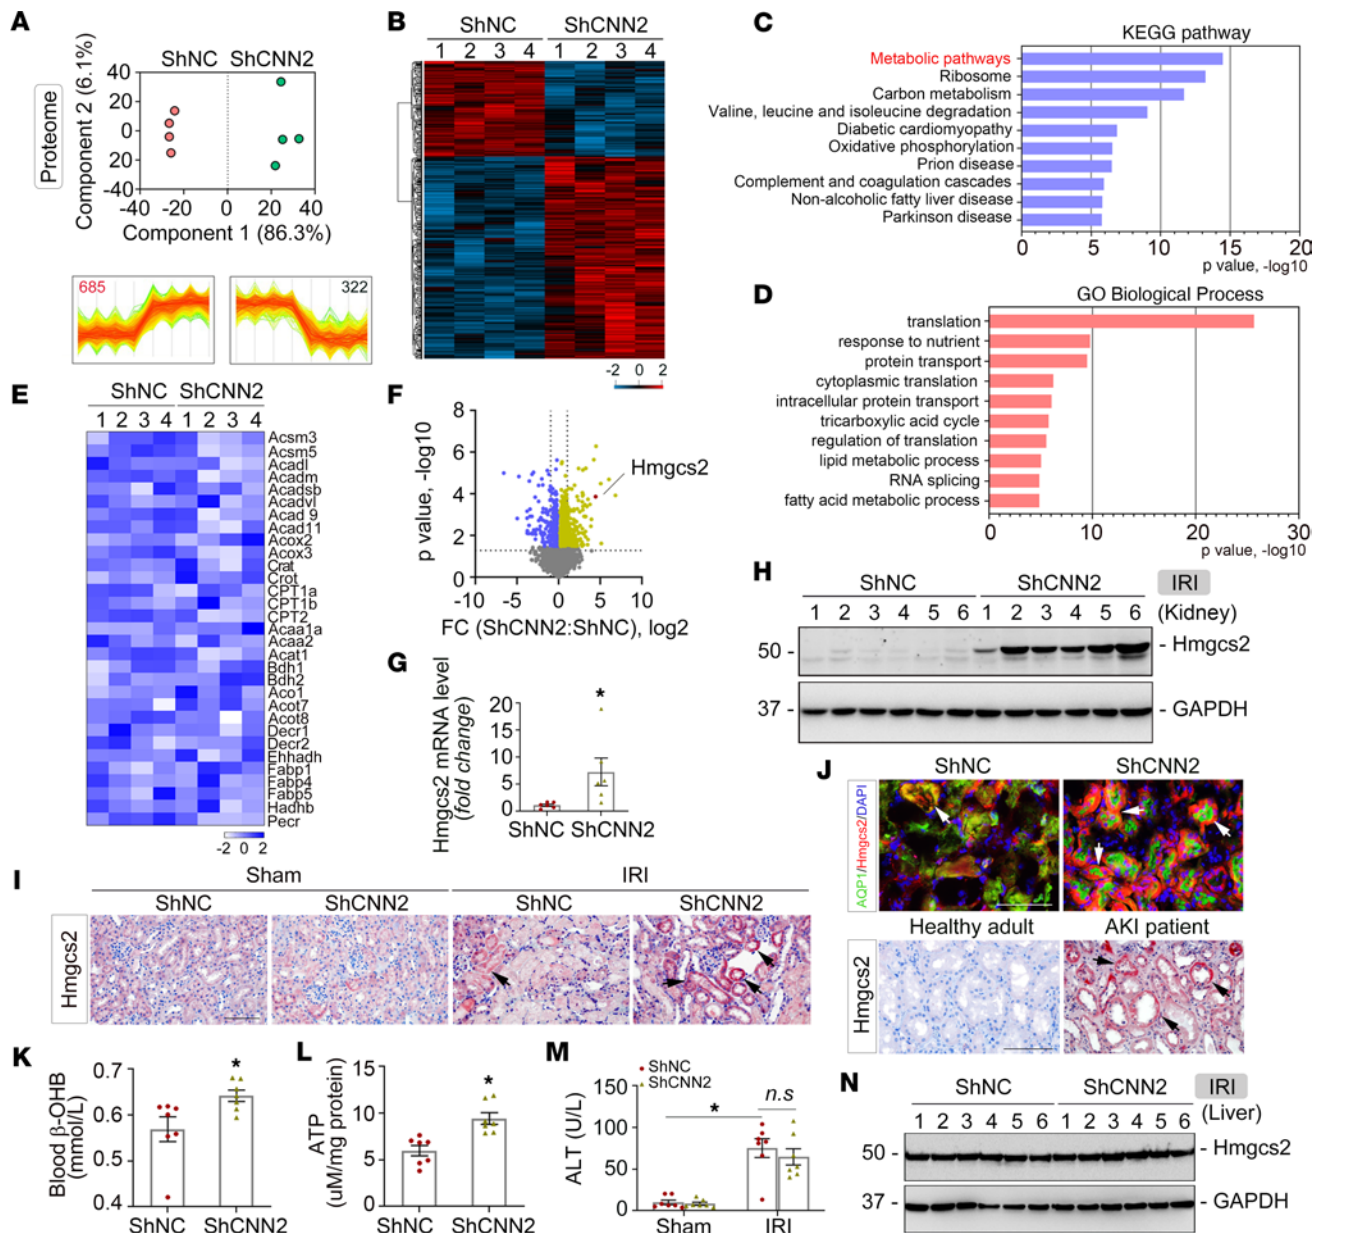 A
ShNC ShCNN2
Proteome
Component 2 (6.1%)
40
20
0
20
-40
-40 -20 0 20 40
Component 1 (86.3%)
685
322
B
ShNC ShCNN2
1 2 3 4 1 2 3 4
-2 0 2
C
KEGG pathway
Metabolic pathways
Ribosome
Carbon metabolism
Valine, leucine and isoleucine degradation
Diabetic cardiomyopathy
Oxidative phosphorylation
Prion disease
Complement and coagulation cascades
Non-alcoholic fatty liver disease
Parkinson disease
0 5 10 15 20
p value, -log10
D
GO Biological Process
translation
response to nutrient
protein transport
cytoplasmic translation
intracellular protein transport
tricarboxylic acid cycle
regulation of translation
lipid metabolic process
RNA splicing
fatty acid metabolic process
0 10 20 30
p value, -log10
E
ShNC ShCNN2
1 2 3 4 1 2 3 4
Acsm3
Acsm5
Acadl
Acadm
Acadsb
Acadvl
Acad 9
Acad11
Acox2
Acox3
Crat
Crot
CPT1a
CPT1b
CPT2
Acaa1a
Acaa2
Acat1
Bdh1
Bdh2
Aco1
Acot7
Acot8
Decr1
Decr2
Ehhadh
Fabp1
Fabp4
Fabp5
Hadhb
Pecr
-2 0 2
F
p value, -log10
8
6
4
2
0
Hmgcs2
-10 -5 0 5 10
FC (ShCNN2:ShNC), log2
G
Hmgcs2 mRNA level
(fold change)
20
15
10
5
0
*
ShNC ShCNN2
H
ShNC ShCNN2 IRI
1 2 3 4 5 6 1 2 3 4 5 6 (Kidney)
50 - - Hmgcs2
37 - - GAPDH
I
Sham IRI
ShNC ShCNN2 ShNC ShCNN2
Hmgcs2
J
ShNC ShCNN2
AQP1/Hmgcs2/DAPI
Healthy adult AKI patient
Hmgcs2
K
Blood β-OHB
(mmol/L)
0.7
0.6
0.5
0.4
*
ShNC ShCNN2
L
ATP
(uM/mg protein)
15
10
5
0
*
ShNC ShCNN2
M
ShNC
ShCNN2
ALT (U/L)
150
100
50
0
* n.s
Sham IRI
N
ShNC ShCNN2 IRI
1 2 3 4 5 6 1 2 3 4 5 6 (Liver)
50 - - Hmgcs2
37 - - GAPDH